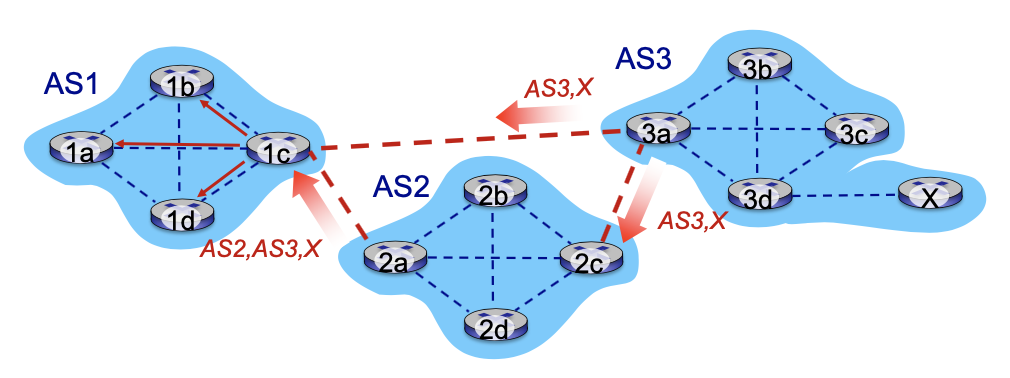 AS1
1b
1a
1c
1d
AS2,AS3,X
AS2
2b
2a
2c
2d
AS3,X
AS3,X
AS3
3b
3a
3c
3d
X